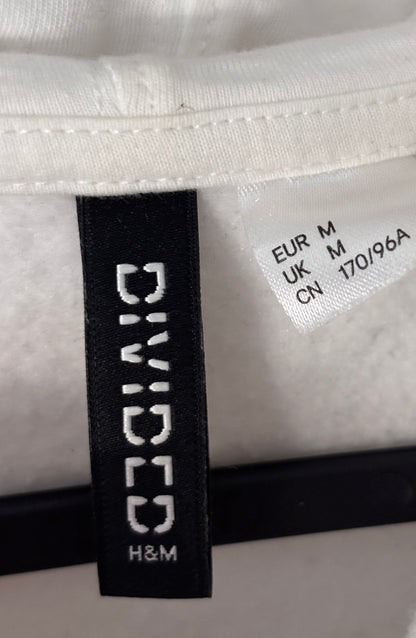 DIVIDED
H&M
EUR M
UK M
CN 170/96A